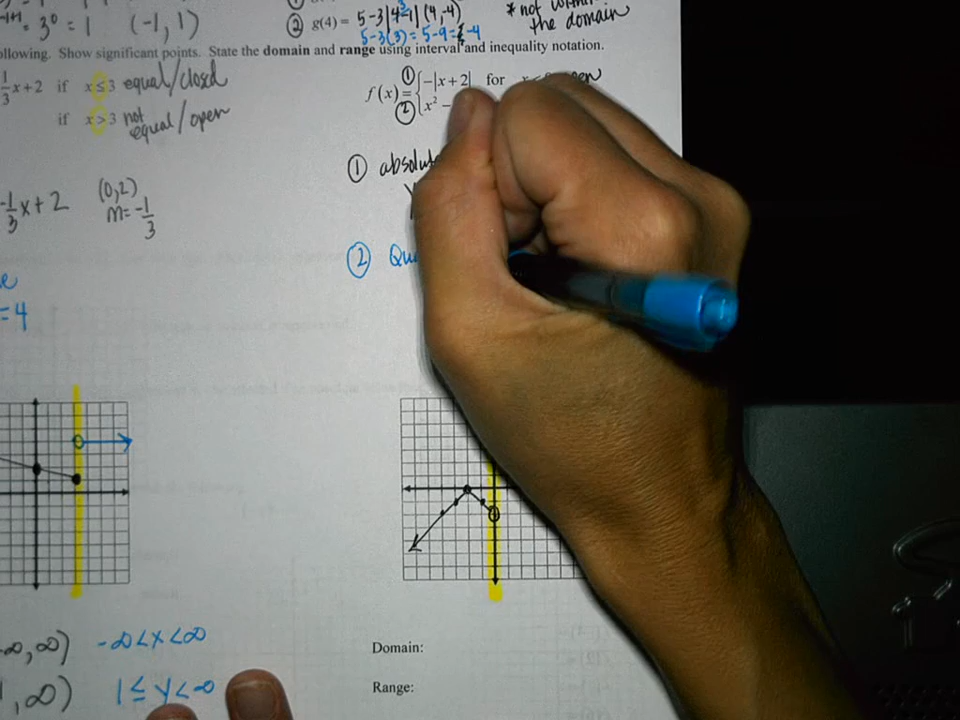 = 3⁰ = 1 (-1, 1)
② g(4) = 5-3|4-1| (4,-4)
5-3(3) = 5-9 = -4
* not within
the domain
ollowing. Show significant points. State the domain and range using interval and inequality notation.
1/3 x+2 if x ≤ 3 equal/closed
if x > 3 not
equal/open
f(x) = ① { -|x+2| for
② x² -
① absolut
-1/3 x + 2 (0,2)
m = -1/3
② Qu
e
= 4
Domain:
Range:
∞, ∞) -∞ < x < ∞
, ∞) 1 ≤ y < ∞